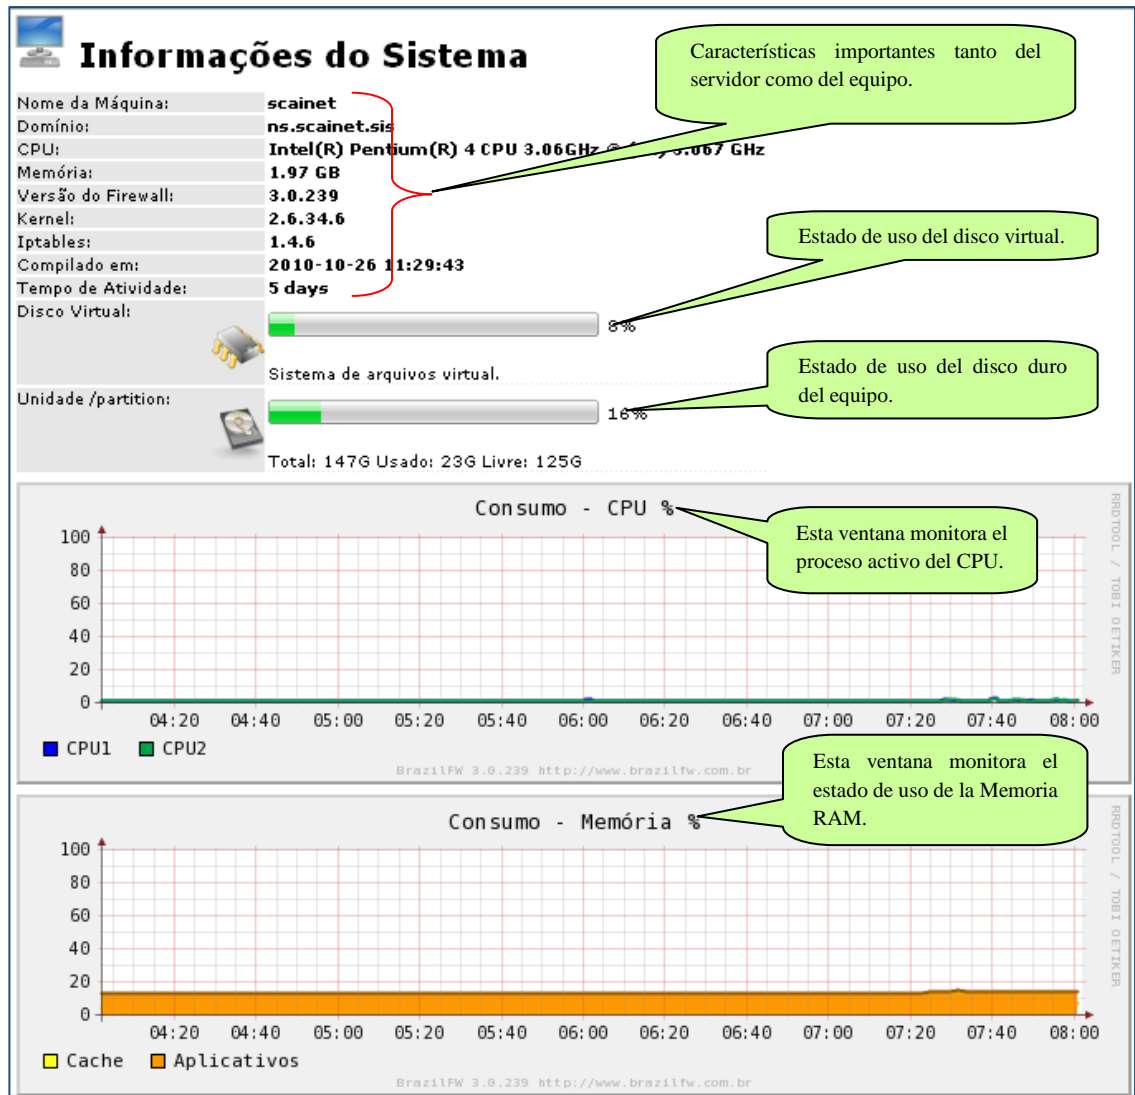 Informações do Sistema
Características importantes tanto del
servidor como del equipo.
Nome da Máquina: scainet
Domínio: ns.scainet.sis
CPU: Intel(R) Pentium(R) 4 CPU 3.06GHz GHz
Memória: 1.97 GB
Versão do Firewall: 3.0.239
Kernel: 2.6.34.6
Iptables: 1.4.6
Compilado em: 2010-10-26 11:29:43
Tempo de Atividade: 5 days
Estado de uso del disco virtual.
Disco Virtual: 8%
Sistema de arquivos virtual.
Estado de uso del disco duro
del equipo.
Unidade /partition: 16%
Total: 147G Usado: 23G Livre: 125G
Consumo - CPU %
Esta ventana monitora el
proceso activo del CPU.
100
80
60
40
20
0
04:20 04:40 05:00 05:20 05:40 06:00 06:20 06:40 07:00 07:20 07:40 08:00
CPU1 CPU2
BrazilFW 3.0.239 http://www.brazilfw.com.br
RRDTOOL / TOBI OETIKER
Esta ventana monitora el
estado de uso de la Memoria
RAM.
Consumo - Memória %
100
80
60
40
20
0
04:20 04:40 05:00 05:20 05:40 06:00 06:20 06:40 07:00 07:20 07:40 08:00
Cache Aplicativos
BrazilFW 3.0.239 http://www.brazilfw.com.br
RRDTOOL / TOBI OETIKER